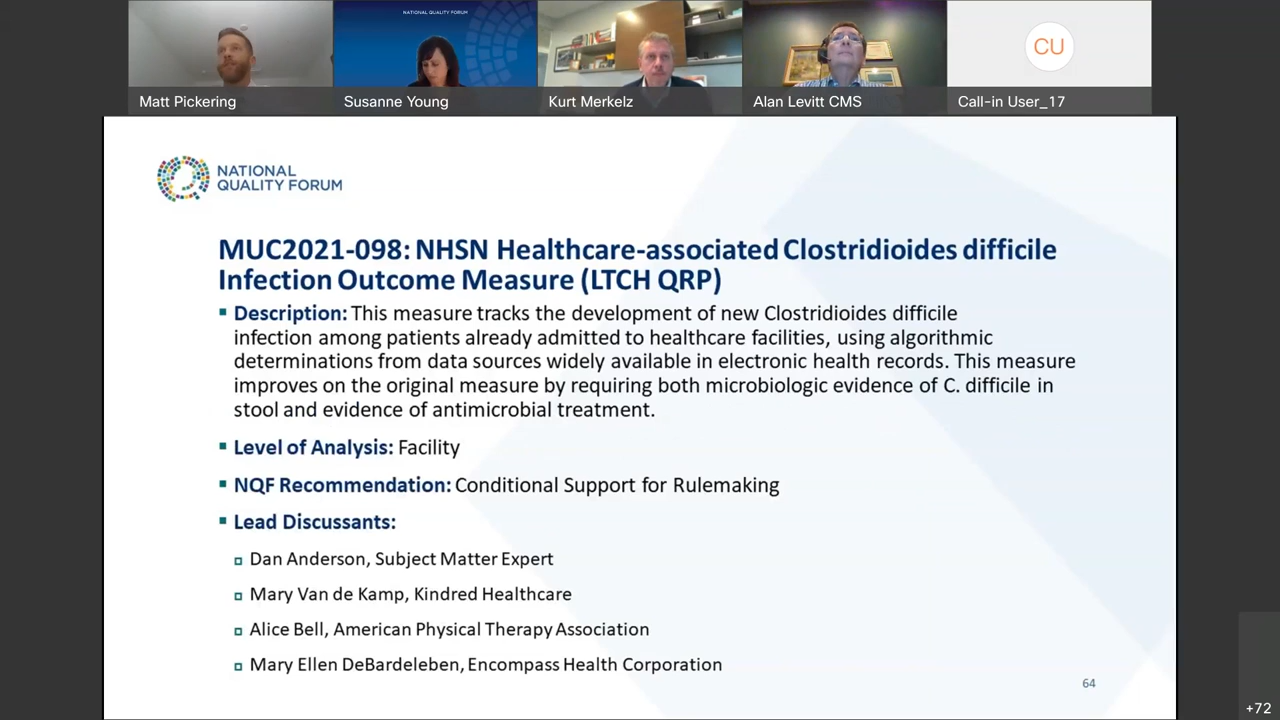 NATIONAL QUALITY FORUM
CU
Matt Pickering
Susanne Young
Kurt Merkelz
Alan Levitt CMS
Call-in User_17
NATIONAL
QUALITY FORUM
MUC2021-098: NHSN Healthcare-associated Clostridioides difficile
Infection Outcome Measure (LTCH QRP)
Description: This measure tracks the development of new Clostridioides difficile
infection among patients already admitted to healthcare facilities, using algorithmic
determinations from data sources widely available in electronic health records. This measure
improves on the original measure by requiring both microbiologic evidence of C. difficile in
stool and evidence of antimicrobial treatment.
Level of Analysis: Facility
NQF Recommendation: Conditional Support for Rulemaking
Lead Discussants:
Dan Anderson, Subject Matter Expert
Mary Van de Kamp, Kindred Healthcare
Alice Bell, American Physical Therapy Association
Mary Ellen DeBardeleben, Encompass Health Corporation
64
+72